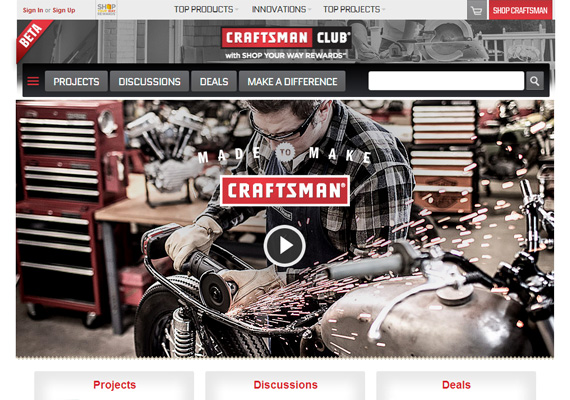 Sign In or Sign Up
SHOP YOUR WAY REWARDS
TOP PRODUCTS
INNOVATIONS
TOP PROJECTS
SHOP CRAFTSMAN
BETA
CRAFTSMAN CLUB®
with SHOP YOUR WAY REWARDS℠
PROJECTS
DISCUSSIONS
DEALS
MAKE A DIFFERENCE
MADE TO MAKE
CRAFTSMAN®
Projects
Discussions
Deals